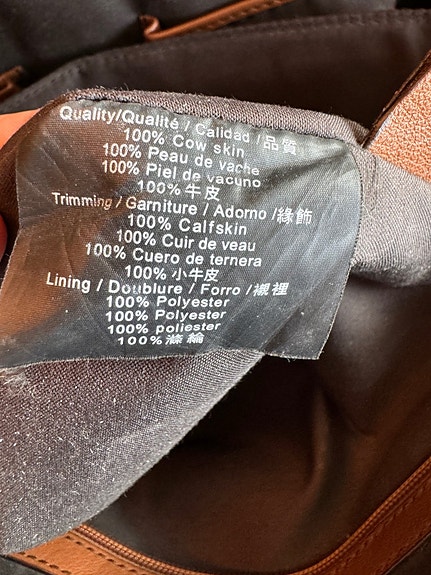 Quality/Qualité / Calidad /品質
100% Cow skin
100% Peau de vache
100% Piel de vacuno
100% 牛皮
Trimming / Garniture / Adorno /緣飾
100% Calfskin
100% Cuir de veau
100% Cuero de ternera
100% 小牛皮
Lining / Doublure / Forro /襯裡
100% Polyester
100% Polyester
100% poliester
100%滌綸